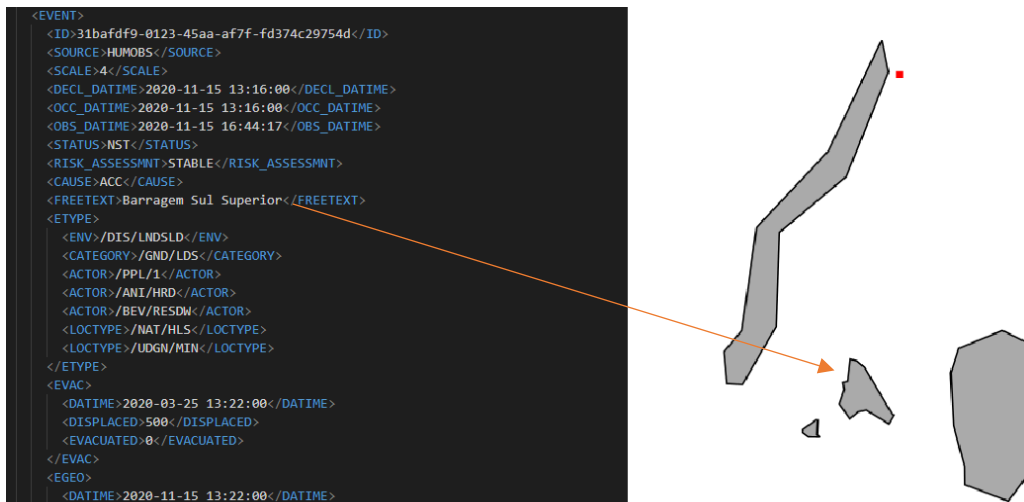 <EVENT>
<ID>31bafdf9-0123-45aa-af7f-fd374c29754d</ID>
<SOURCE>HUMOBS</SOURCE>
<SCALE>4</SCALE>
<DECL_DATIME>2020-11-15 13:16:00</DECL_DATIME>
<OCC_DATIME>2020-11-15 13:16:00</OCC_DATIME>
<OBS_DATIME>2020-11-15 16:44:17</OBS_DATIME>
<STATUS>NST</STATUS>
<RISK_ASSESSMNT>STABLE</RISK_ASSESSMNT>
<CAUSE>ACC</CAUSE>
<FREETEXT>Barragem Sul Superior</FREETEXT>
<ETYPE>
<ENV>/DIS/LNDSLD</ENV>
<CATEGORY>/GND/LDS</CATEGORY>
<ACTOR>/PPL/1</ACTOR>
<ACTOR>/ANI/HRD</ACTOR>
<ACTOR>/BEV/RESDW</ACTOR>
<LOCTYPE>/NAT/HLS</LOCTYPE>
<LOCTYPE>/UDGN/MIN</LOCTYPE>
</ETYPE>
<EVAC>
<DATIME>2020-03-25 13:22:00</DATIME>
<DISPLACED>500</DISPLACED>
<EVACUATED>0</EVACUATED>
</EVAC>
<EGEO>
<DATIME>2020-11-15 13:22:00</DATIME>